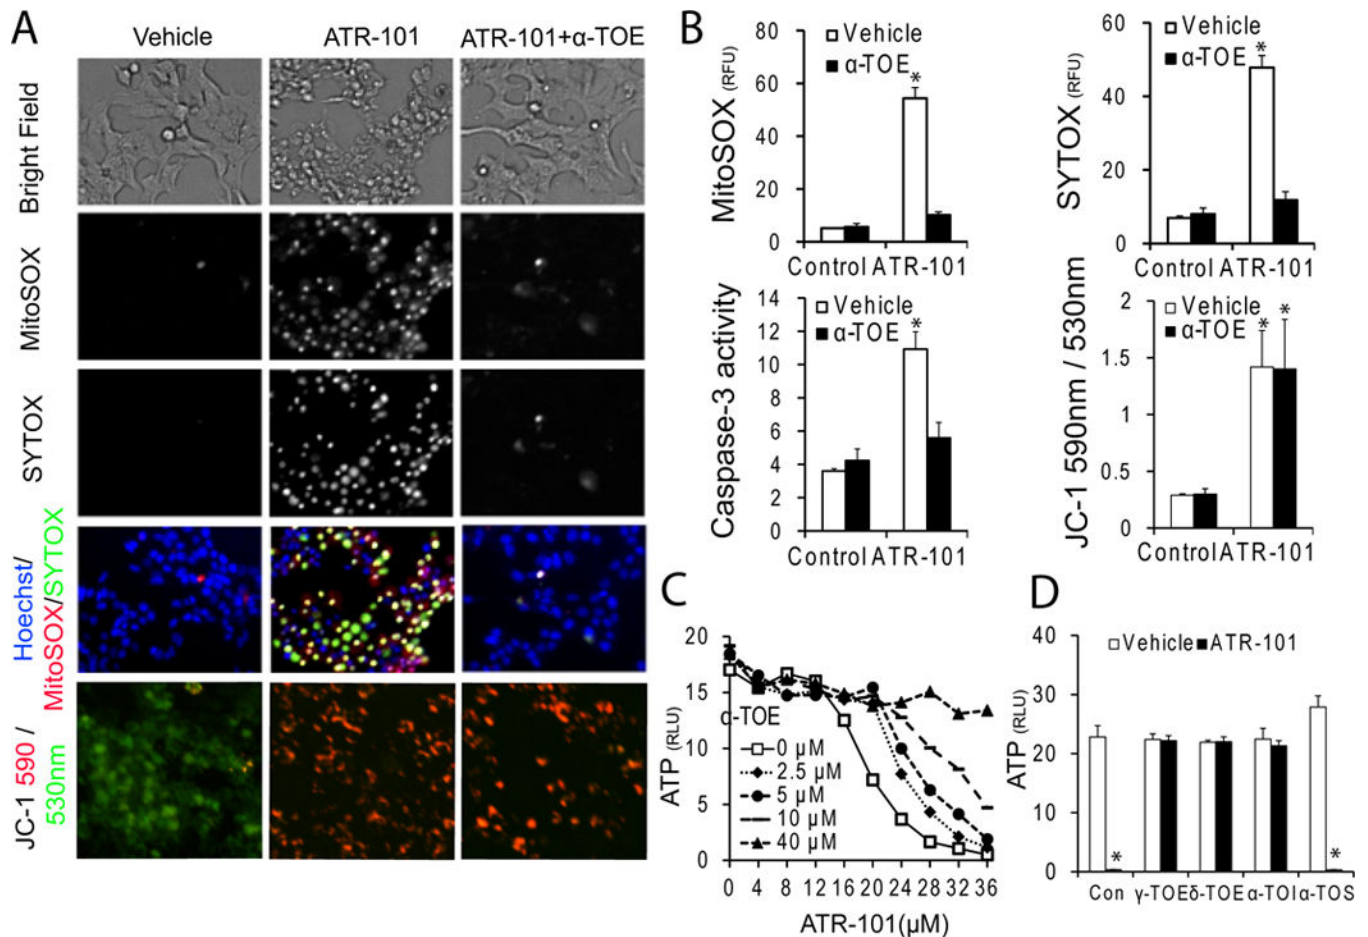 A
Vehicle
ATR-101
ATR-101+α-TOE
Bright Field
MitoSOX
SYTOX
Hoechst/
MitoSOX/SYTOX
JC-1 590 /
530nm
B
MitoSOX (RFU)
80
60
40
20
0
Vehicle
α-TOE
*
Control ATR-101
SYTOX (RFU)
60
40
20
0
Vehicle
α-TOE
*
Control ATR-101
Caspase-3 activity
14
12
10
8
6
4
2
0
Vehicle
α-TOE
*
Control ATR-101
JC-1 590nm / 530nm
2
1.5
1
0.5
0
Vehicle
α-TOE
* *
Control ATR-101
C
ATP (RLU)
20
15
10
5
0
α-TOE
0 μM
2.5 μM
5 μM
10 μM
40 μM
0 4 8 12 16 20 24 28 32 36
ATR-101(μM)
D
ATP (RLU)
40
30
20
10
0
Vehicle ATR-101
* *
Con γ-TOE δ-TOE α-TOI α-TOS